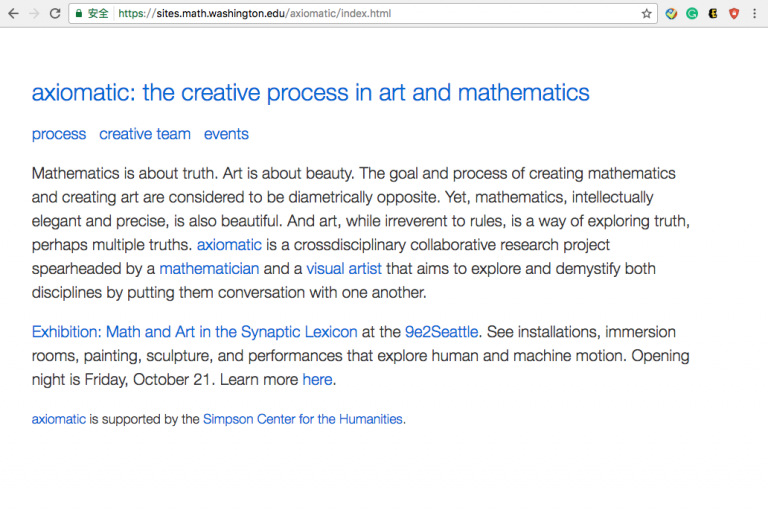 安全 https://sites.math.washington.edu/axiomatic/index.html
axiomatic: the creative process in art and mathematics
process creative team events
Mathematics is about truth. Art is about beauty. The goal and process of creating mathematics
and creating art are considered to be diametrically opposite. Yet, mathematics, intellectually
elegant and precise, is also beautiful. And art, while irreverent to rules, is a way of exploring truth,
perhaps multiple truths. axiomatic is a crossdisciplinary collaborative research project
spearheaded by a mathematician and a visual artist that aims to explore and demystify both
disciplines by putting them conversation with one another.
Exhibition: Math and Art in the Synaptic Lexicon at the 9e2Seattle. See installations, immersion
rooms, painting, sculpture, and performances that explore human and machine motion. Opening
night is Friday, October 21. Learn more here.
axiomatic is supported by the Simpson Center for the Humanities.